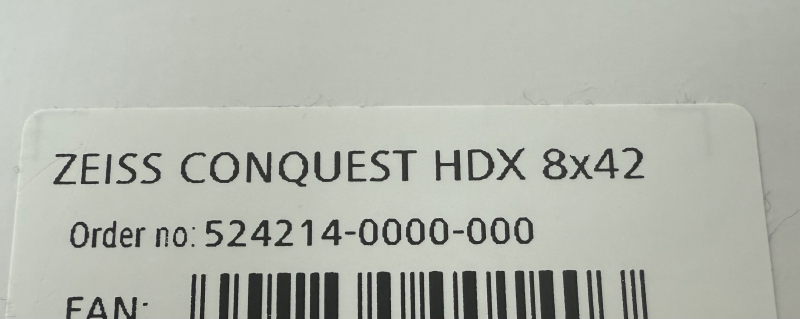 ZEISS CONQUEST HDX 8x42
Order no: 524214-0000-000
EAN: